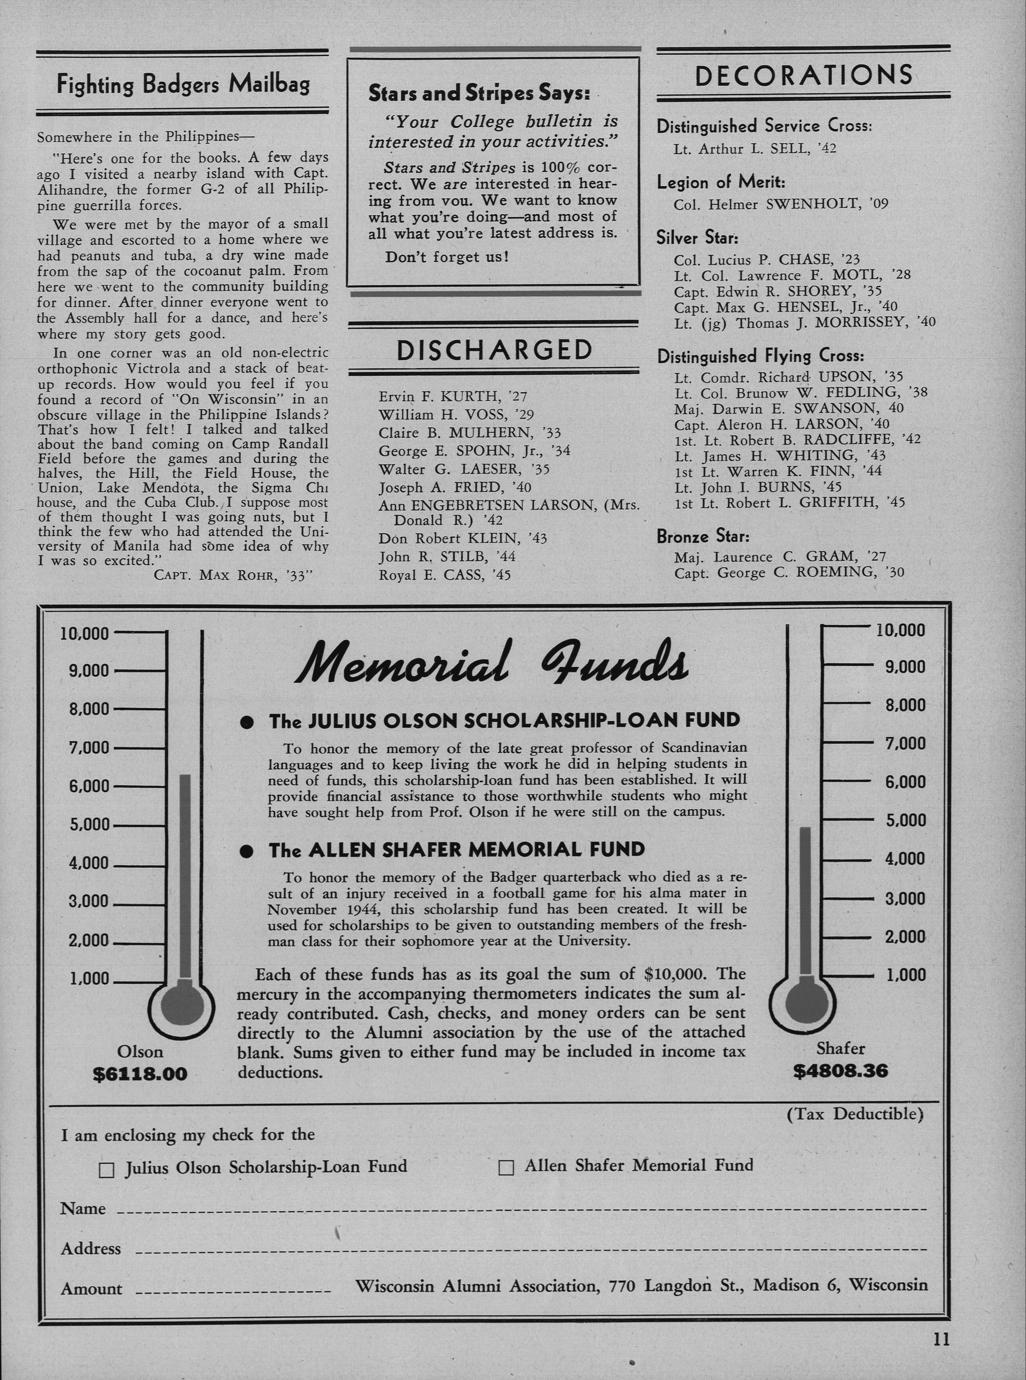 Fighting Badgers Mailbag
Somewhere in the Philippines—
"Here's one for the books. A few days
ago I visited a nearby island with Capt.
Alihandre, the former G-2 of all Philip-
pine guerrilla forces.
We were met by the mayor of a small
village and escorted to a home where we
had peanuts and tuba, a dry wine made
from the sap of the cocoanut palm. From
here we went to the community building
for dinner. After dinner everyone went to
the Assembly hall for a dance, and here's
where my story gets good.
In one corner was an old non-electric
orthophonic Victrola and a stack of beat-
up records. How would you feel if you
found a record of "On Wisconsin" in an
obscure village in the Philippine Islands?
That's how I felt! I talked and talked
about the band coming on Camp Randall
Field before the games and during the
halves, the Hill, the Field House, the
Union, Lake Mendota, the Sigma Chi
house, and the Cuba Club. I suppose most
of them thought I was going nuts, but I
think the few who had attended the Uni-
versity of Manila had some idea of why
I was so excited."
CAPT. MAX ROHR, '33"
Stars and Stripes Says:
"Your College bulletin is
interested in your activities."
Stars and Stripes is 100% cor-
rect. We are interested in hear-
ing from you. We want to know
what you're doing—and most of
all what you're latest address is.
Don't forget us!
DISCHARGED
Ervin F. KURTH, '27
William H. VOSS, '29
Claire B. MULHERN, '33
George E. SPOHN, Jr., '34
Walter G. LAESER, '35
Joseph A. FRIED, '40
Ann ENGEBRETSEN LARSON, (Mrs.
Donald R.) '42
Don Robert KLEIN, '43
John R. STILB, '44
Royal E. CASS, '45
DECORATIONS
Distinguished Service Cross:
Lt. Arthur L. SELL, '42
Legion of Merit:
Col. Helmer SWENHOLT, '09
Silver Star:
Col. Lucius P. CHASE, '23
Lt. Col. Lawrence F. MOTL, '28
Capt. Edwin R. SHOREY, '35
Capt. Max G. HENSEL, Jr., '40
Lt. (jg) Thomas J. MORRISSEY, '40
Distinguished Flying Cross:
Lt. Comdr. Richard UPSON, '35
Lt. Col. Brunow W. FEDLING, '38
Maj. Darwin E. SWANSON, 40
Capt. Aleron H. LARSON, '40
1st. Lt. Robert B. RADCLIFFE, '42
Lt. James H. WHITING, '43
1st Lt. Warren K. FINN, '44
Lt. John I. BURNS, '45
1st Lt. Robert L. GRIFFITH, '45
Bronze Star:
Maj. Laurence C. GRAM, '27
Capt. George C. ROEMING, '30
10,000
9,000
8,000
7,000
6,000
5,000
4,000
3,000
2,000
1,000
Olson
$6118.00
Memorial Funds
● The JULIUS OLSON SCHOLARSHIP-LOAN FUND
To honor the memory of the late great professor of Scandinavian
languages and to keep living the work he did in helping students in
need of funds, this scholarship-loan fund has been established. It will
provide financial assistance to those worthwhile students who might
have sought help from Prof. Olson if he were still on the campus.
● The ALLEN SHAFER MEMORIAL FUND
To honor the memory of the Badger quarterback who died as a re-
sult of an injury received in a football game for his alma mater in
November 1944, this scholarship fund has been created. It will be
used for scholarships to be given to outstanding members of the fresh-
man class for their sophomore year at the University.
Each of these funds has as its goal the sum of $10,000. The
mercury in the accompanying thermometers indicates the sum al-
ready contributed. Cash, checks, and money orders can be sent
directly to the Alumni association by the use of the attached
blank. Sums given to either fund may be included in income tax
deductions.
10,000
9,000
8,000
7,000
6,000
5,000
4,000
3,000
2,000
1,000
Shafer
$4808.36
(Tax Deductible)
I am enclosing my check for the
□ Julius Olson Scholarship-Loan Fund □ Allen Shafer Memorial Fund
Name
Address
Amount Wisconsin Alumni Association, 770 Langdon St., Madison 6, Wisconsin
11